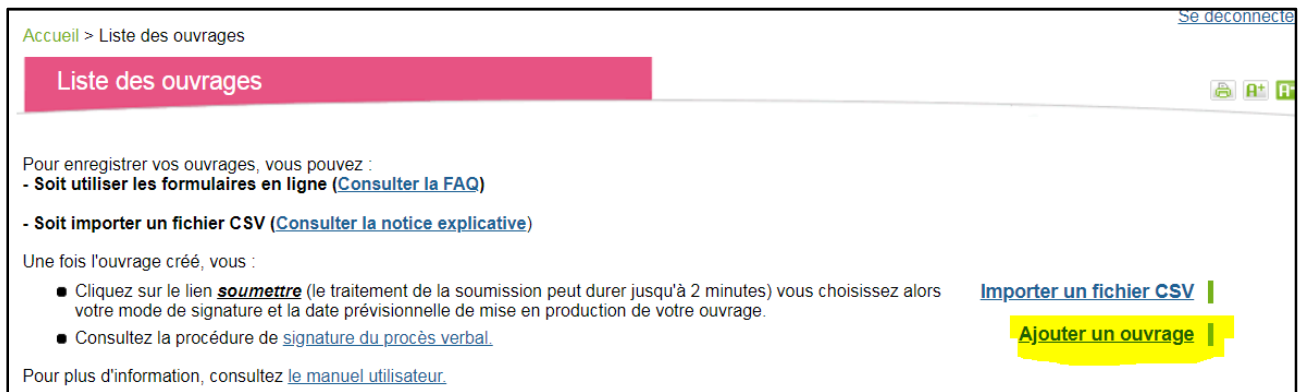 Se déconnecte
Accueil > Liste des ouvrages
Liste des ouvrages
A+
Pour enregistrer vos ouvrages, vous pouvez :
- Soit utiliser les formulaires en ligne (Consulter la FAQ)
- Soit importer un fichier CSV (Consulter la notice explicative)
Une fois l'ouvrage créé, vous :
Cliquez sur le lien soumettre (le traitement de la soumission peut durer jusqu'à 2 minutes) vous choisissez alors
votre mode de signature et la date prévisionnelle de mise en production de votre ouvrage.
Consultez la procédure de signature du procès verbal.
Importer un fichier CSV
Ajouter un ouvrage
Pour plus d'information, consultez le manuel utilisateur.